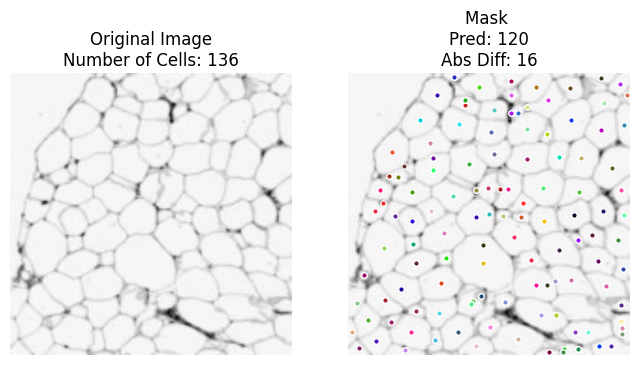 Original Image
Number of Cells: 136
Mask
Pred: 120
Abs Diff: 16